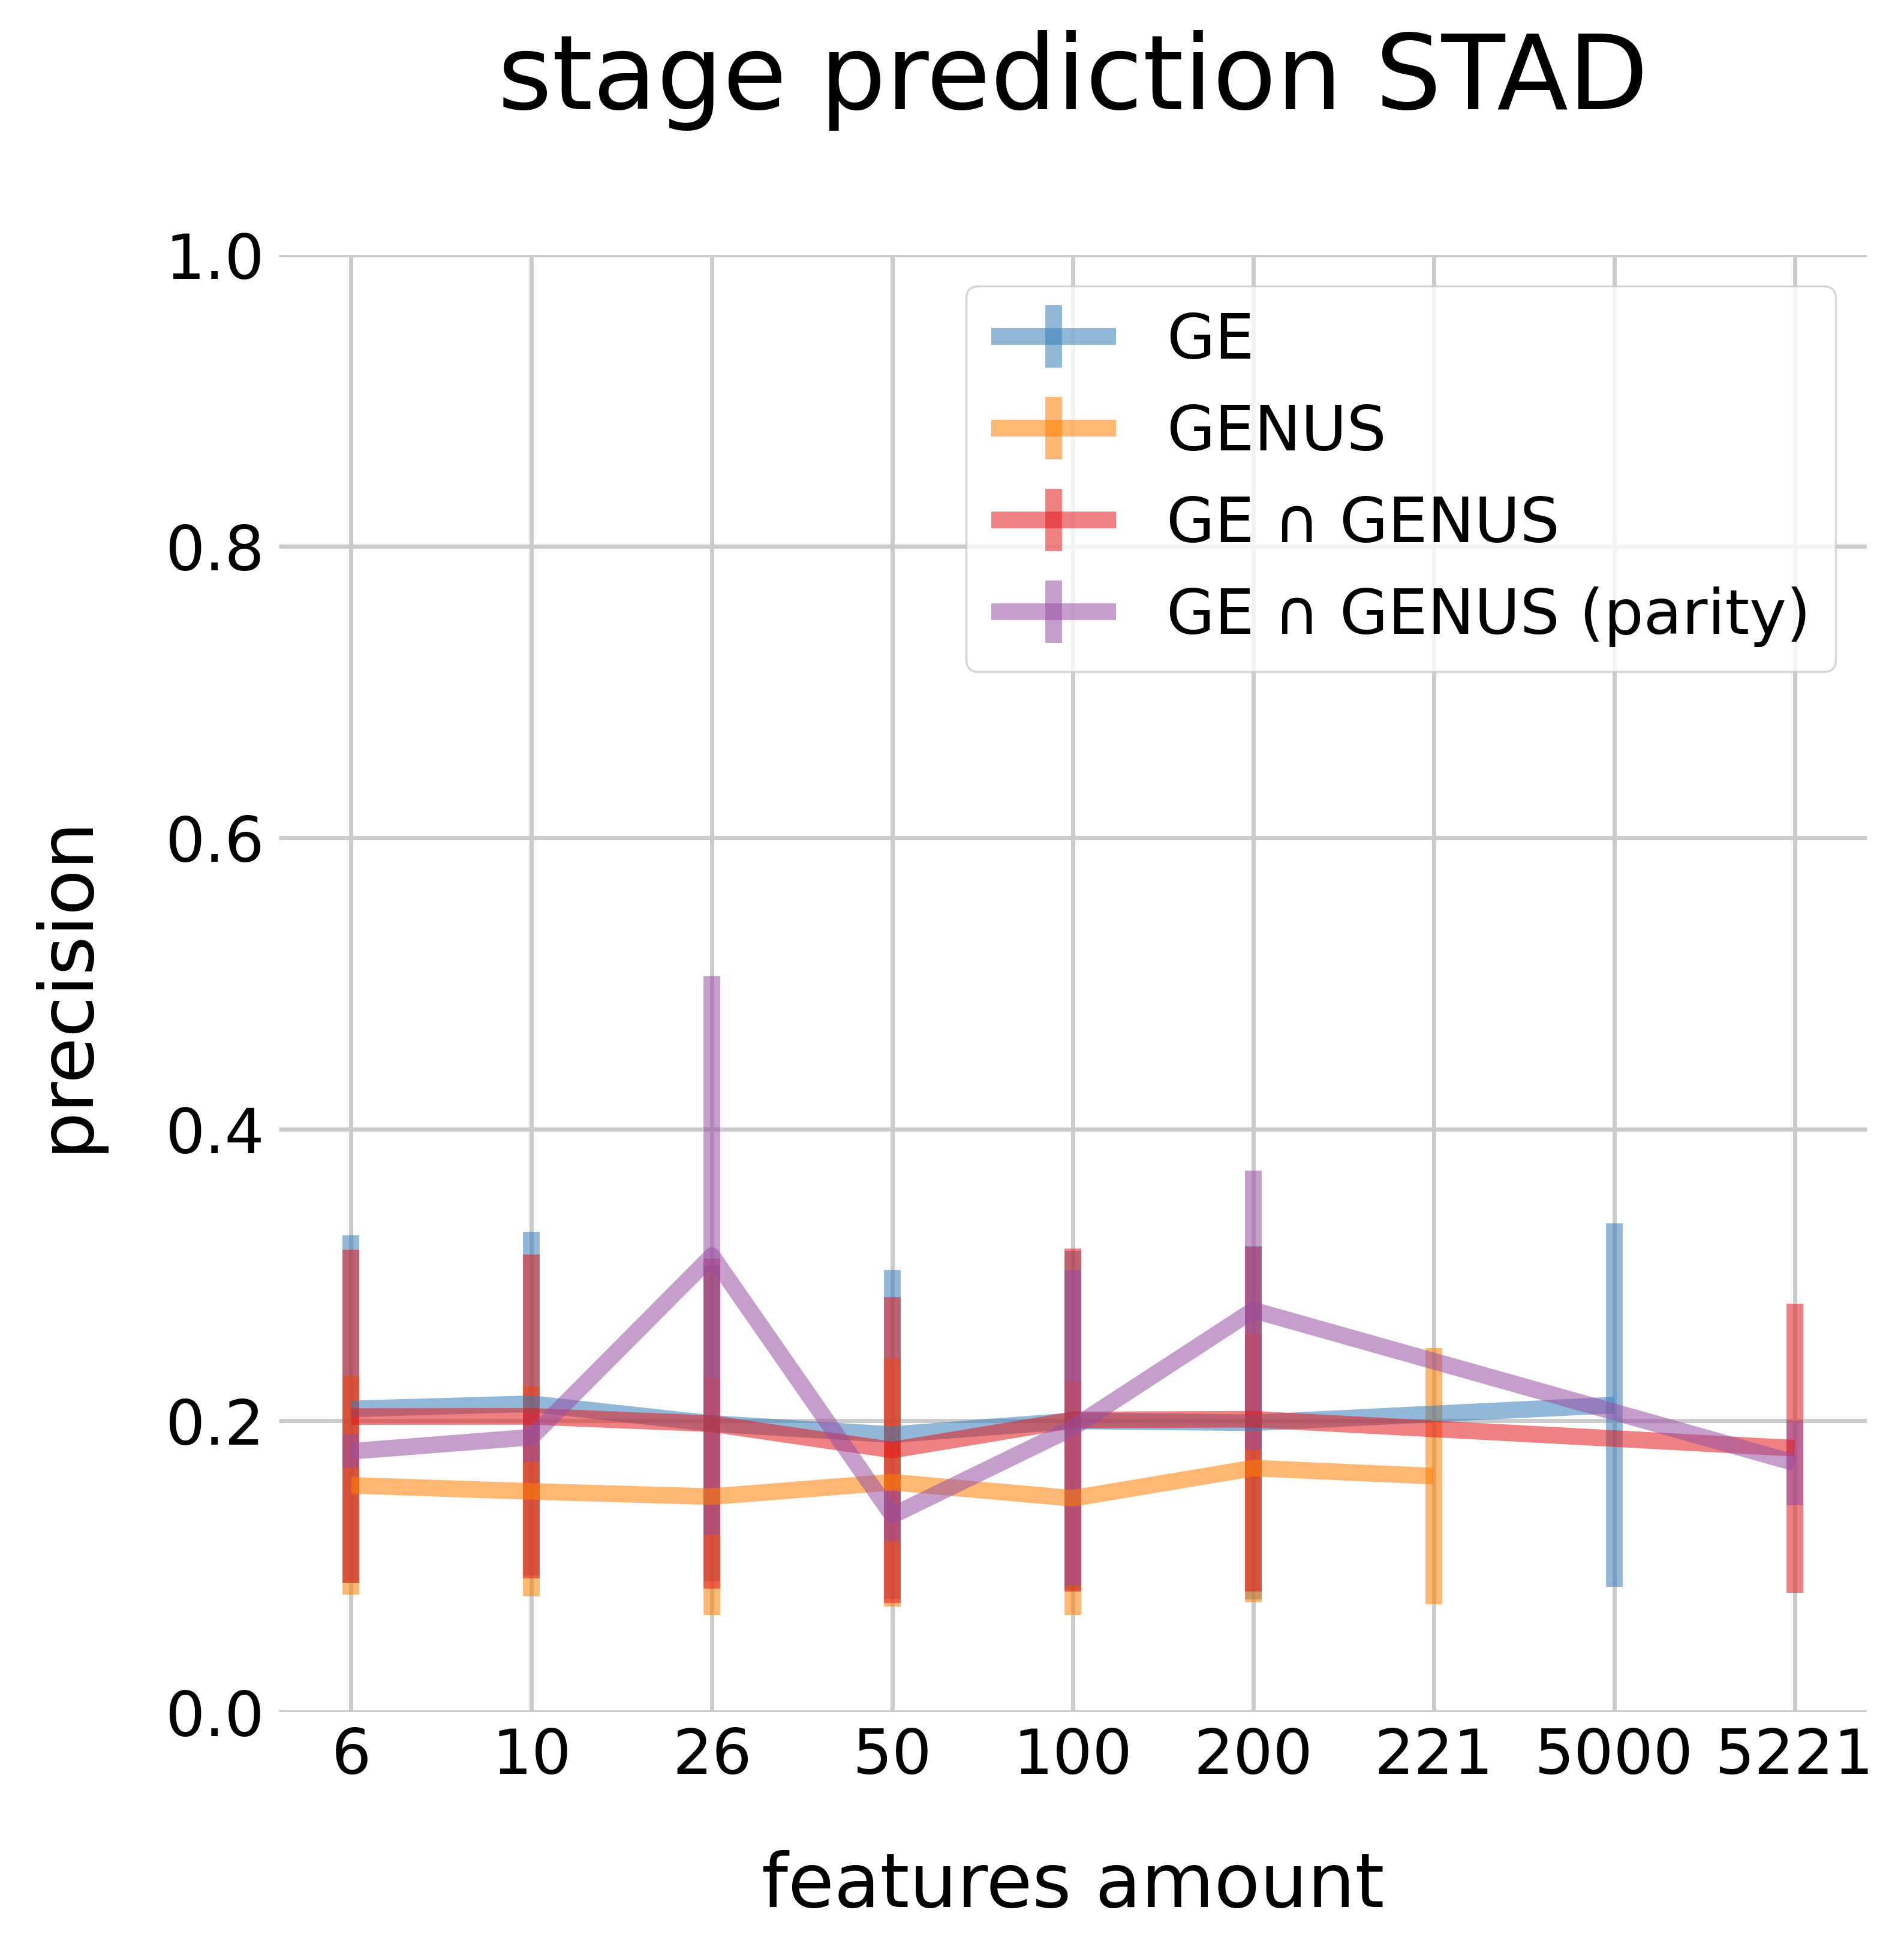 stage prediction STAD
1.0
0.8
0.6
0.4
0.2
0.0
precision
GE
GENUS
GE ∩ GENUS
GE ∩ GENUS (parity)
6 10 26 50 100 200 221 5000 5221
features amount